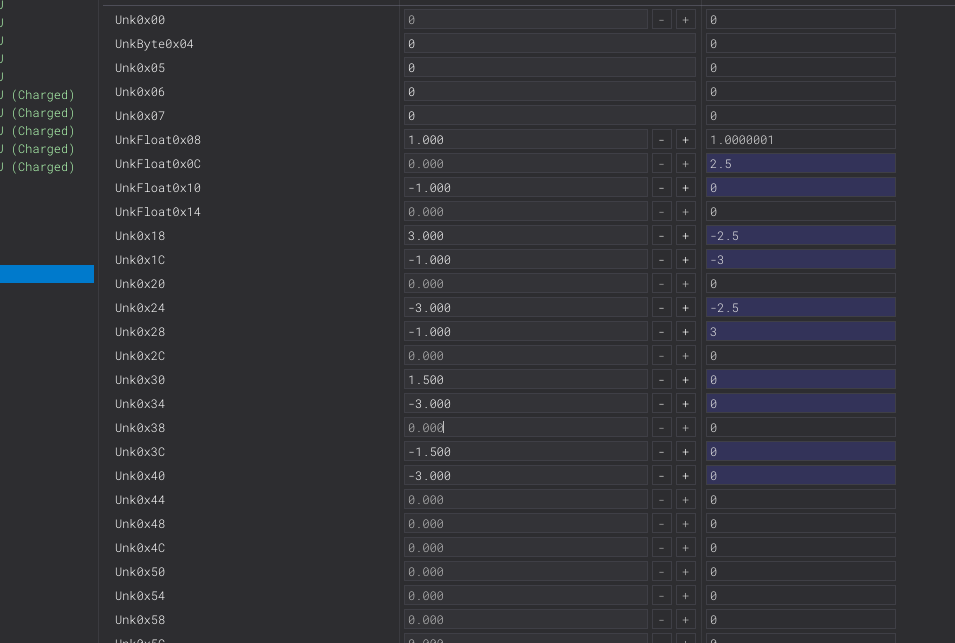 J
J
J
J
J
J (Charged)
J (Charged)
J (Charged)
J (Charged)
J (Charged)
Unk0x00 0 - + 0
UnkByte0x04 0 0
Unk0x05 0 0
Unk0x06 0 0
Unk0x07 0 0
UnkFloat0x08 1.000 - + 1.0000001
UnkFloat0x0C 0.000 - + 2.5
UnkFloat0x10 -1.000 - + 0
UnkFloat0x14 0.000 - + 0
Unk0x18 3.000 - + -2.5
Unk0x1C -1.000 - + -3
Unk0x20 0.000 - + 0
Unk0x24 -3.000 - + -2.5
Unk0x28 -1.000 - + 3
Unk0x2C 0.000 - + 0
Unk0x30 1.500 - + 0
Unk0x34 -3.000 - + 0
Unk0x38 0.000 - + 0
Unk0x3C -1.500 - + 0
Unk0x40 -3.000 - + 0
Unk0x44 0.000 - + 0
Unk0x48 0.000 - + 0
Unk0x4C 0.000 - + 0
Unk0x50 0.000 - + 0
Unk0x54 0.000 - + 0
Unk0x58 0.000 - + 0
Unk0x5C 0.000 - + 0